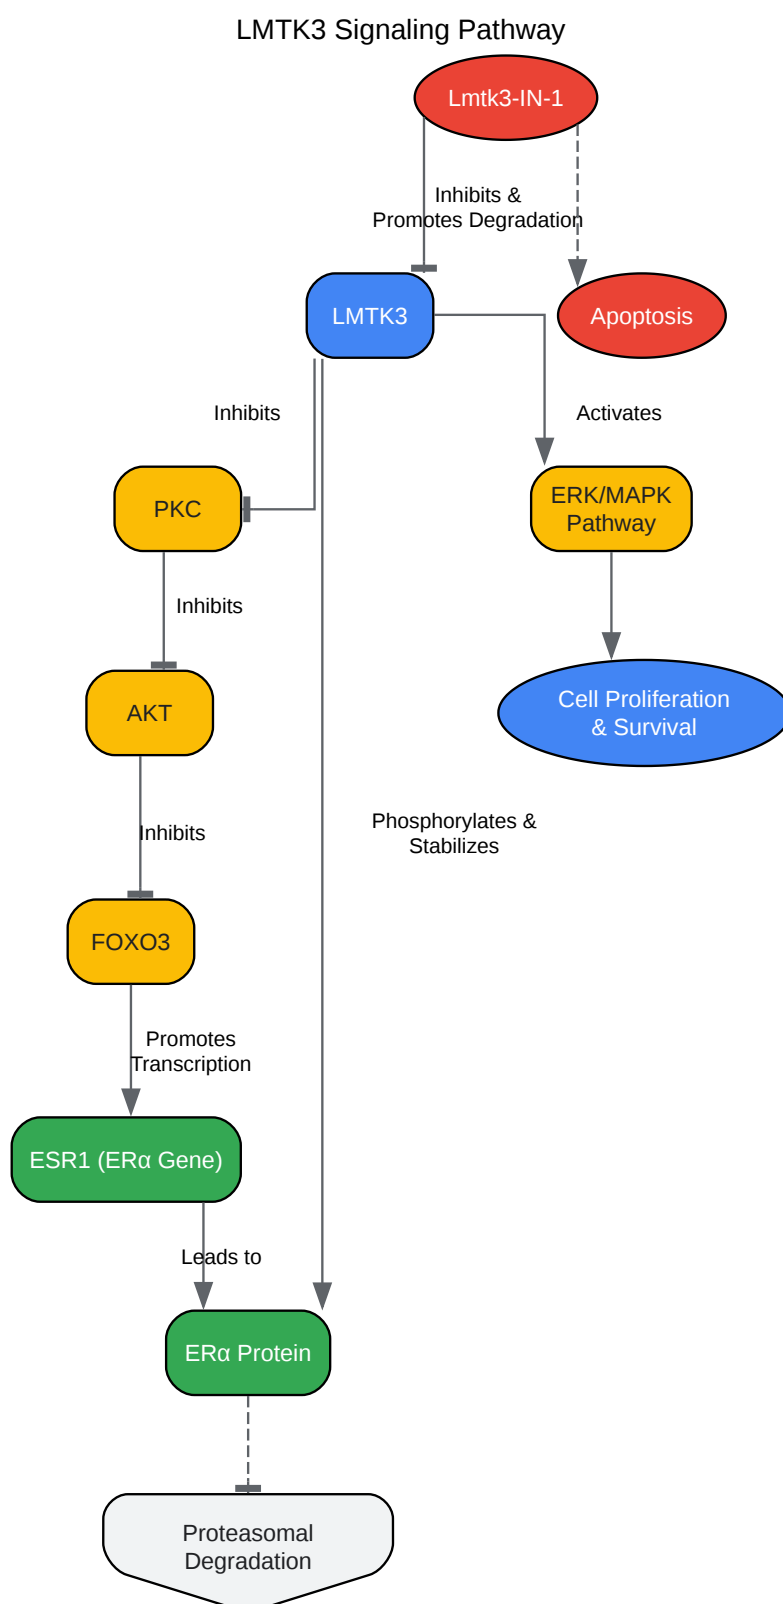 LMTK3 Signaling Pathway
Lmtk3-IN-1
Inhibits &
Promotes Degradation
LMTK3
Apoptosis
Inhibits
Activates
PKC
ERK/MAPK
Pathway
Inhibits
AKT
Cell Proliferation
& Survival
Inhibits
Phosphorylates &
Stabilizes
FOXO3
Promotes
Transcription
ESR1 (ERα Gene)
Leads to
ERα Protein
Proteasomal
Degradation